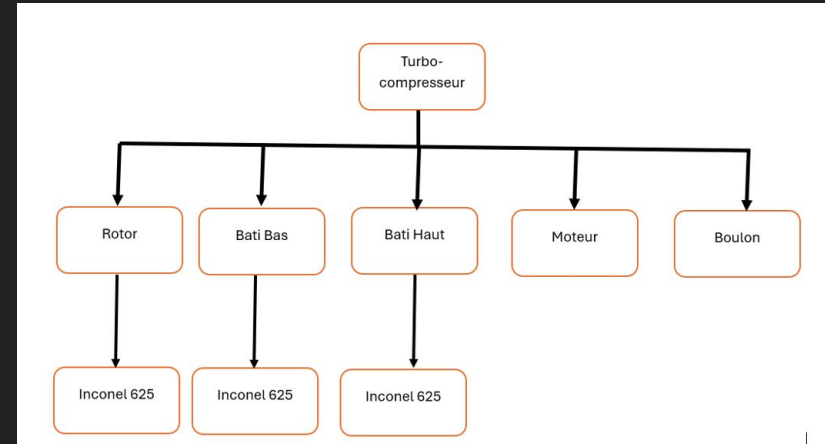 Turbo-
compresseur
Rotor
Bati Bas
Bati Haut
Moteur
Boulon
Inconel 625
Inconel 625
Inconel 625